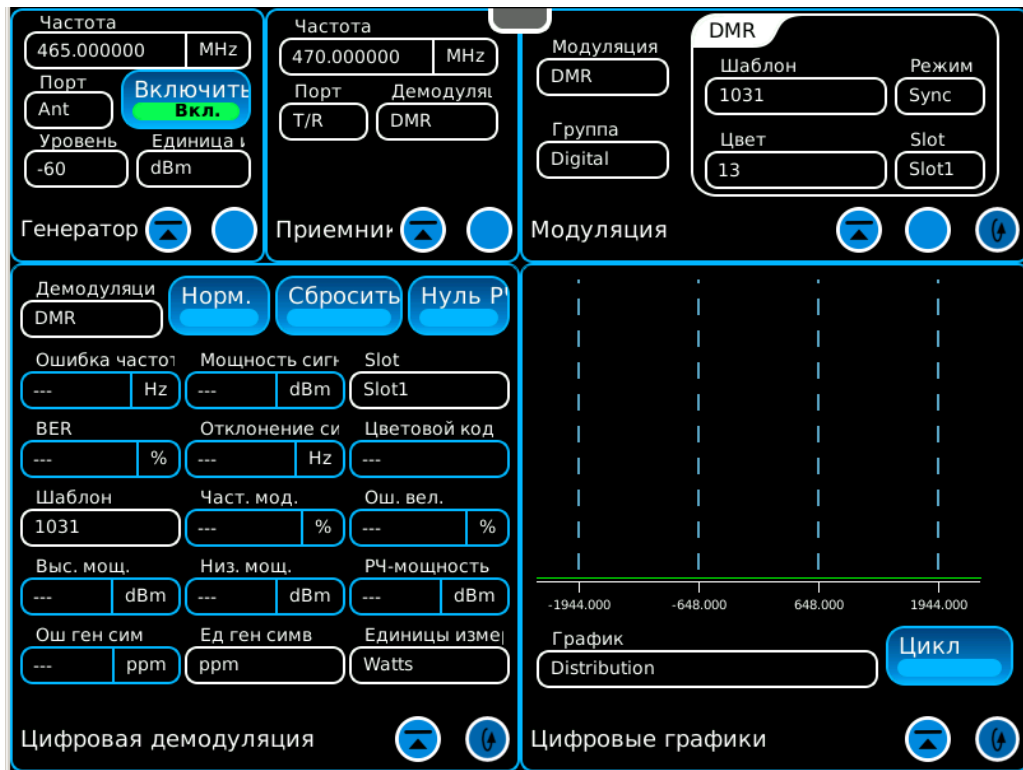 Частота
465.000000 MHz
Порт
Включить
Ant
Вкл.
Уровень Единица и
-60 dBm
Генератор
Частота
470.000000 MHz
Порт Демодуляц
T/R DMR
Приемник
Модуляция
DMR
Группа
Digital
DMR
Шаблон Режим
1031 Sync
Цвет Slot
13 Slot1
Модуляция
Демодуляци
DMR
Норм. Сбросить Нуль РЧ
Ошибка частот Мощность сигн Slot
--- Hz --- dBm Slot1
BER Отклонение си Цветовой код
--- % --- Hz ---
Шаблон Част. мод. Ош. вел.
1031 --- % --- %
Выс. мощ. Низ. мощ. РЧ-мощность
--- dBm --- dBm --- dBm
Ош ген сим Ед ген симв Единицы изме
--- ppm ppm Watts
Цифровая демодуляция
-1944.000 -648.000 648.000 1944.000
График
Distribution
Цикл
Цифровые графики